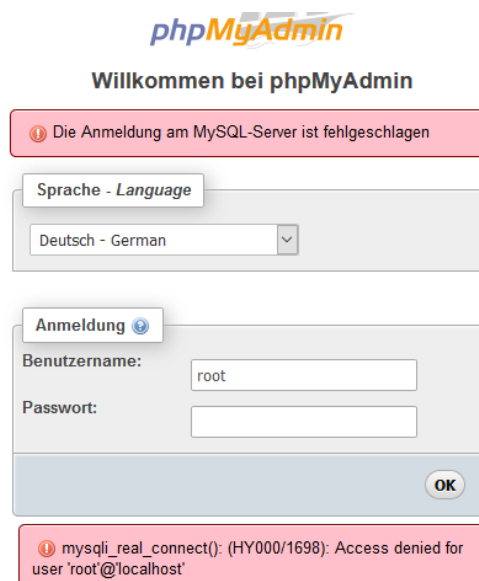 phpMyAdmin
Willkommen bei phpMyAdmin
Die Anmeldung am MySQL-Server ist fehlgeschlagen
Sprache - Language
Deutsch - German
Anmeldung
Benutzername:
root
Passwort:
OK
mysqli_real_connect(): (HY000/1698): Access denied for
user 'root'@'localhost'